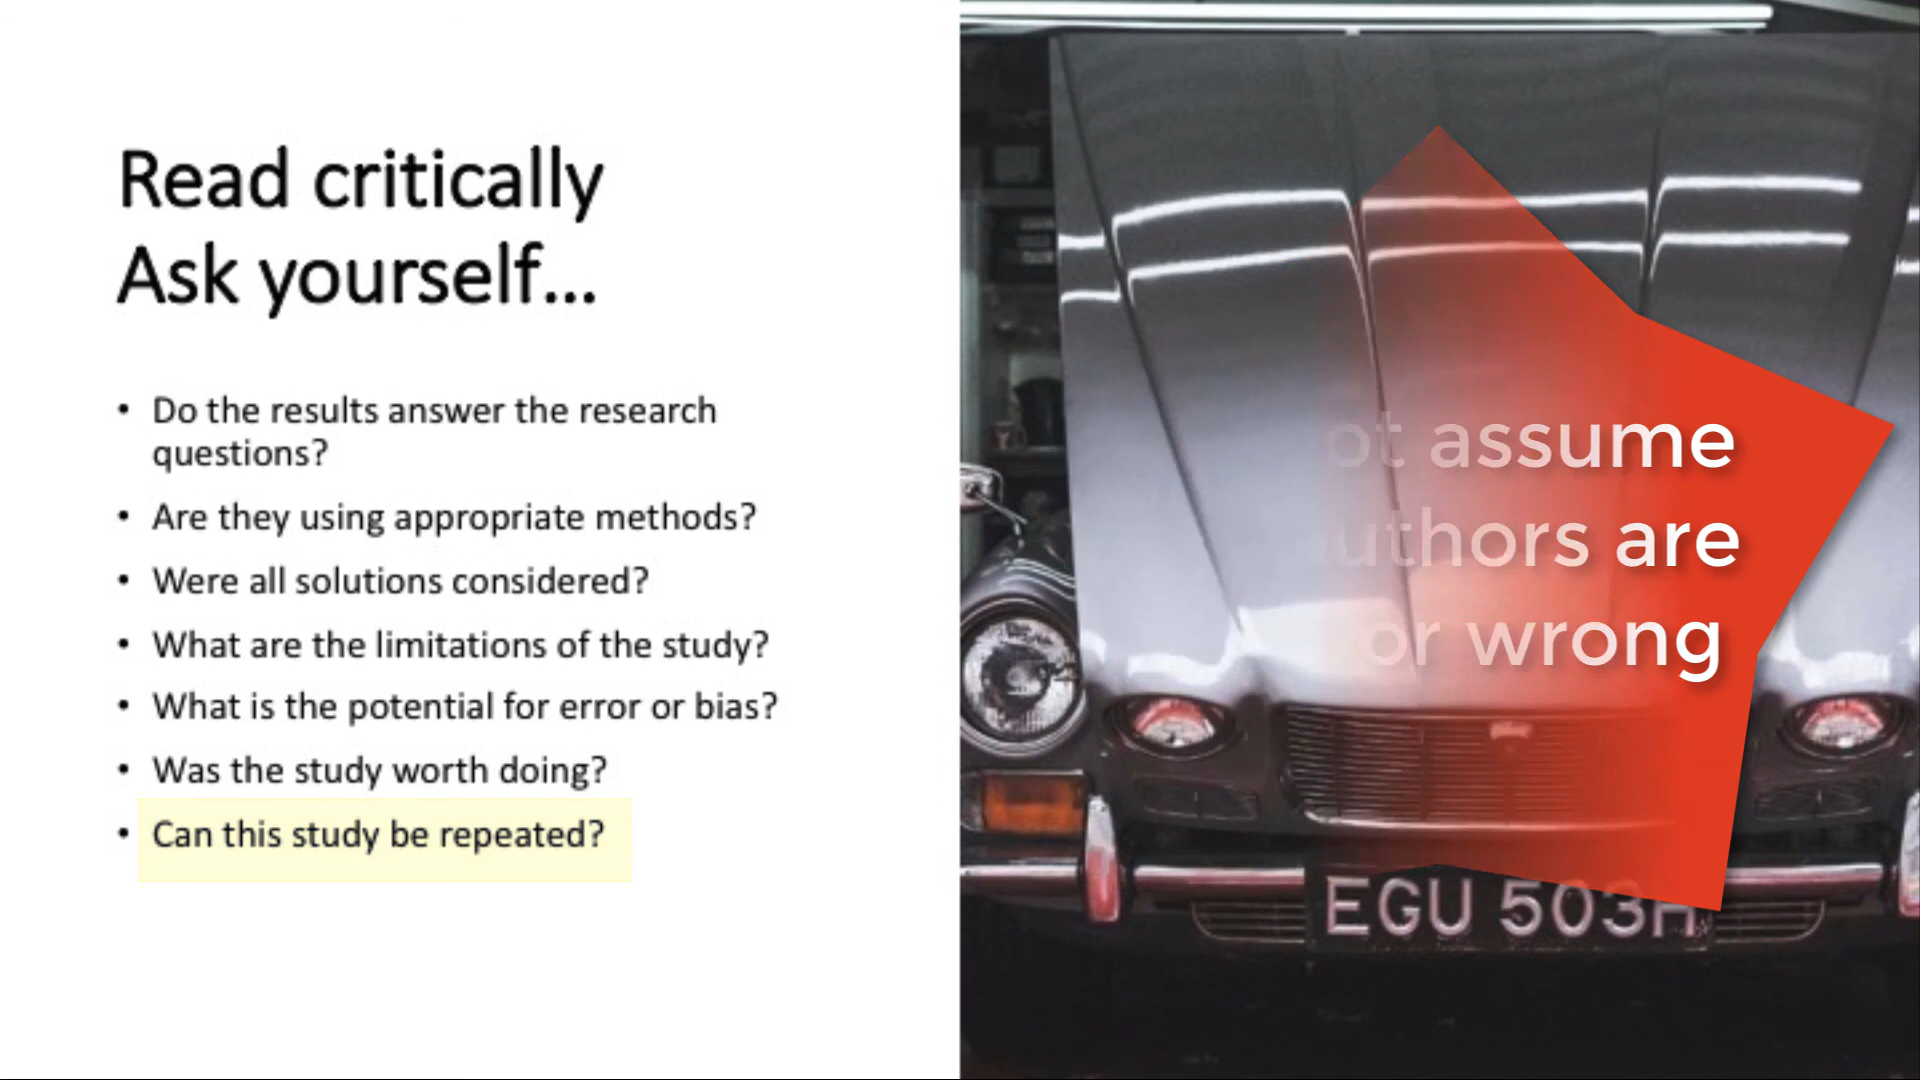 Read critically
Ask yourself...
• Do the results answer the research
questions?
• Are they using appropriate methods?
• Were all solutions considered?
• What are the limitations of the study?
• What is the potential for error or bias?
• Was the study worth doing?
• Can this study be repeated?
ot assume
uthors are
or wrong
EGU 503H